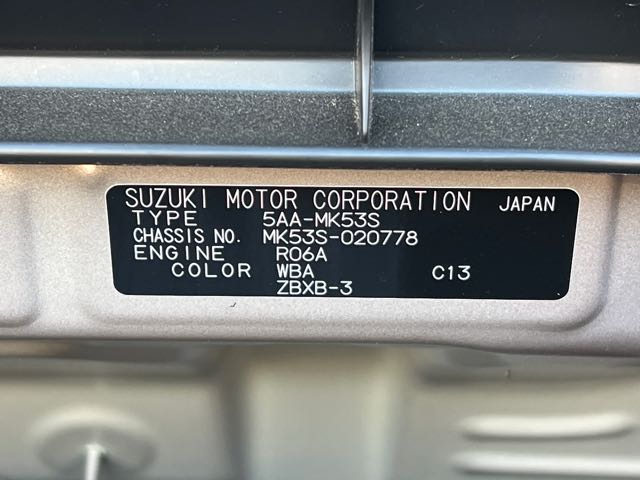 SUZUKI MOTOR CORPORATION JAPAN
TYPE 5AA-MK53S
CHASSIS NO. MK53S-020778
ENGINE R06A
COLOR WBA C13
ZBXB-3